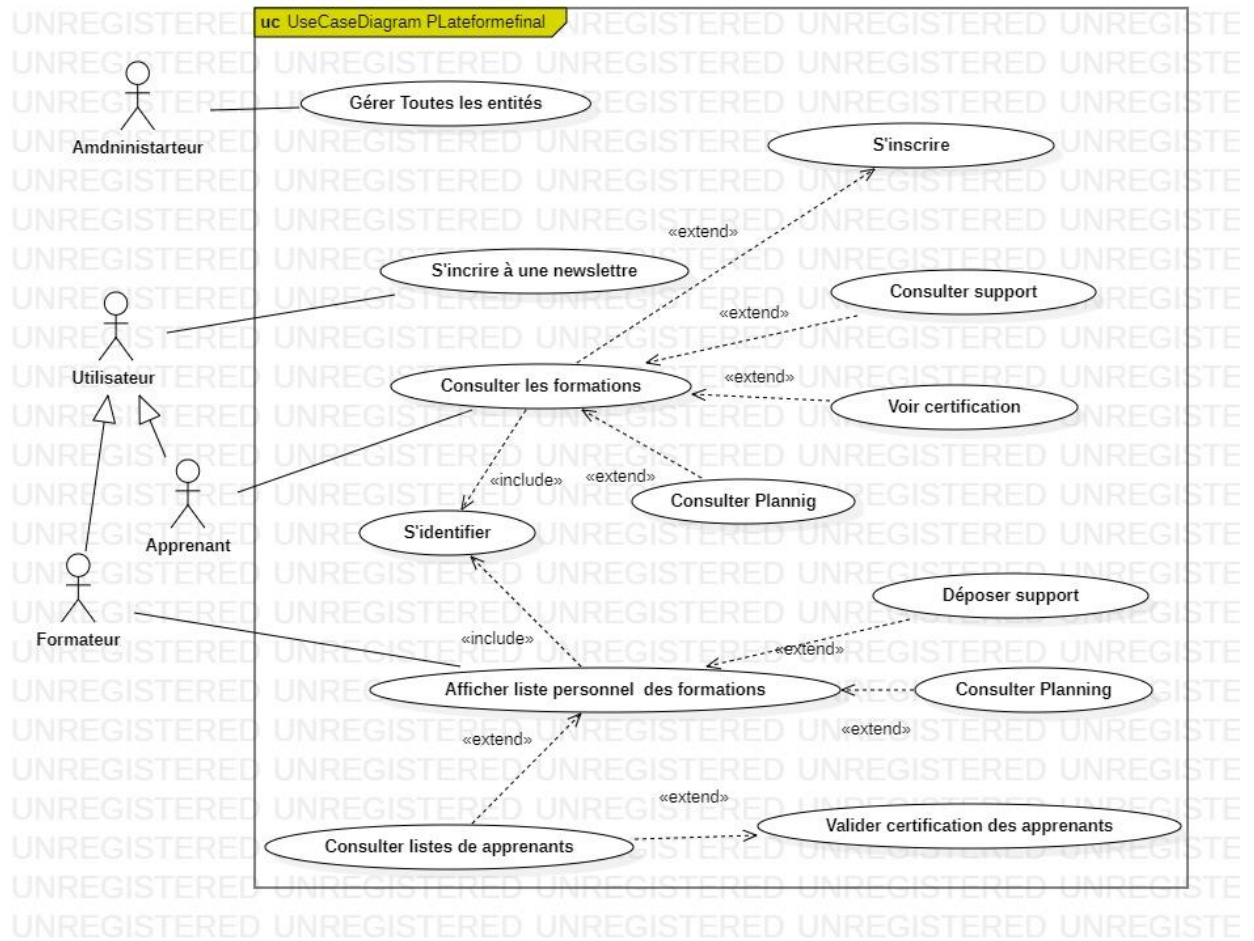 uc UseCaseDiagram PLateformefinal
Gérer Toutes les entités
Amdninistarteur
S'inscrire
«extend»
S'incrire à une newslettre
Consulter support
«extend»
Utilisateur
Consulter les formations
«extend»
Voir certification
«include»
«extend»
Consulter Plannig
S'identifier
Apprenant
Déposer support
Formateur
«include»
«extend»
Afficher liste personnel des formations
Consulter Planning
«extend»
«extend»
«extend»
Valider certification des apprenants
Consulter listes de apprenants
UNREGISTERED